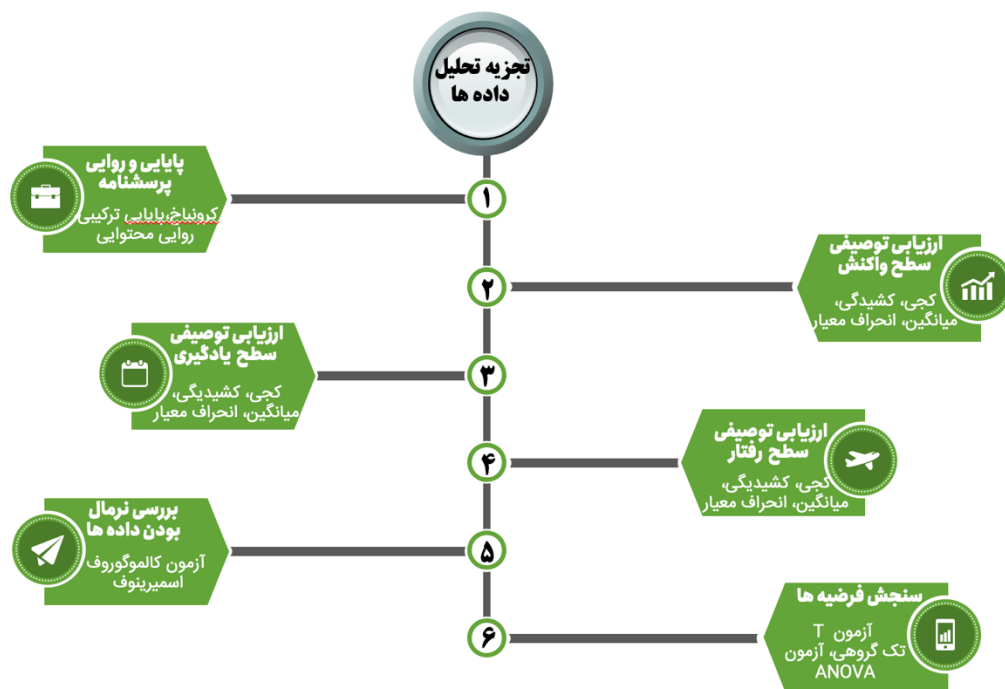 تجزیه تحلیل
داده ها
۱
پایایی و روایی
پرسشنامه
کرونباخ،پایایی ترکیبی
روایی محتوایی
۲
ارزیابی توصیفی
سطح واکنش
کجی، کشیدگی،
میانگین، انحراف معیار
۳
ارزیابی توصیفی
سطح یادگیری
کجی، کشیدیگی،
میانگین، انحراف معیار
۴
ارزیابی توصیفی
سطح رفتار
کجی، کشیدیگی،
میانگین، انحراف معیار
۵
بررسی نرمال
بودن داده ها
آزمون کالموگوروف
اسمیرینوف
۶
سنجش فرضیه ها
آزمون T
تک گروهی، آزمون
ANOVA